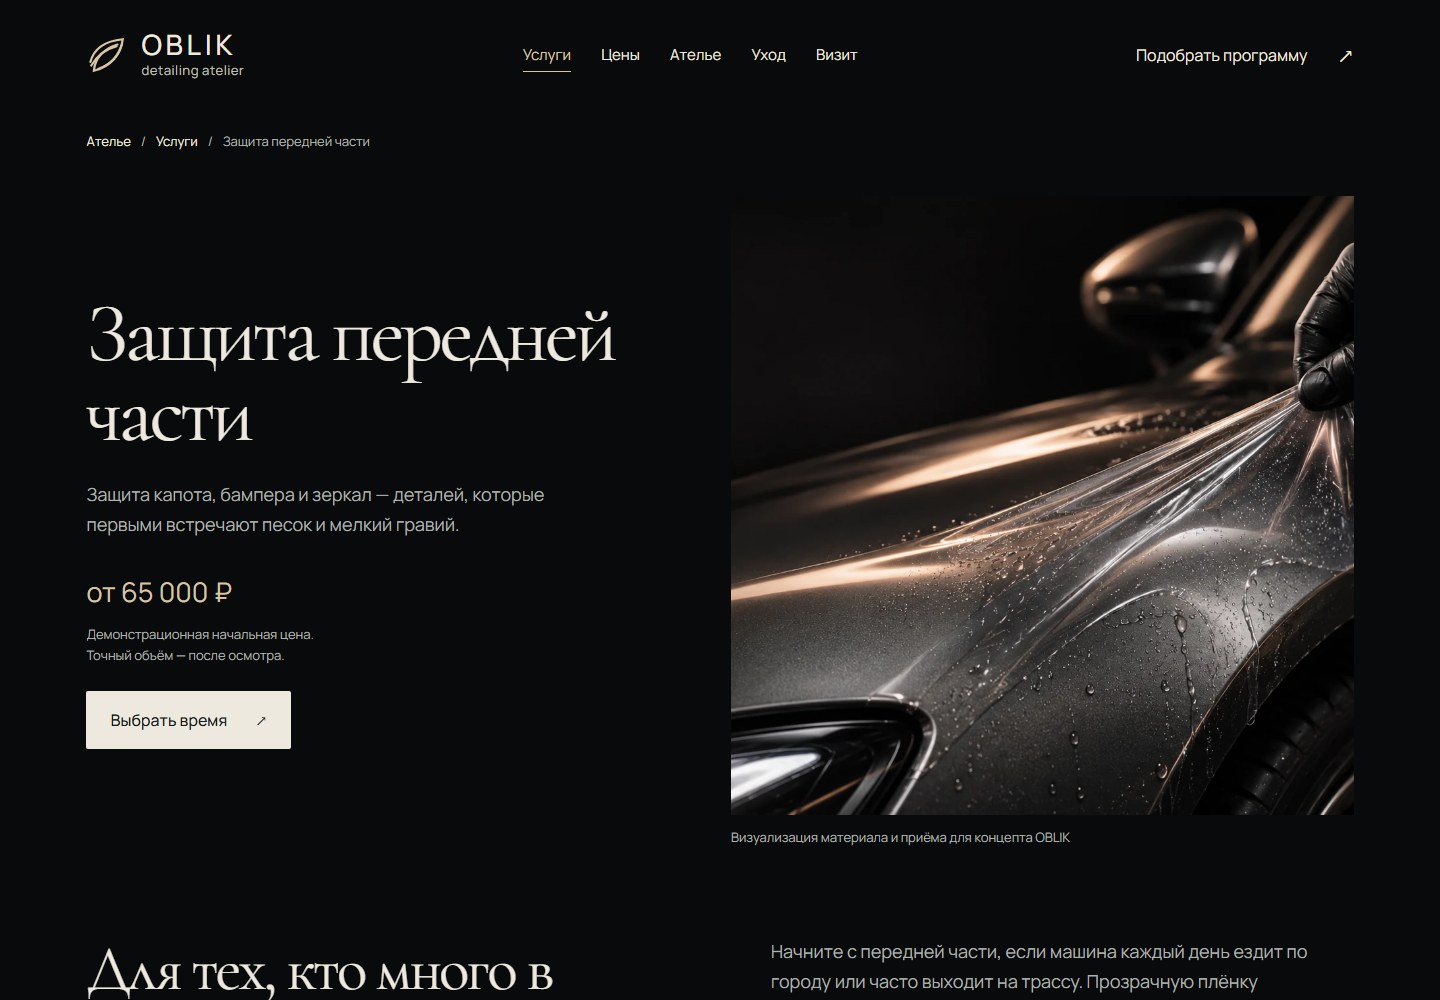 OBLIK
detailing atelier
Услуги
Цены
Ателье
Уход
Визит
Подобрать программу ↗
Ателье / Услуги / Защита передней части
Защита передней
части
Защита капота, бампера и зеркал — деталей, которые
первыми встречают песок и мелкий гравий.
от 65 000 ₽
Демонстрационная начальная цена.
Точный объём — после осмотра.
Выбрать время ↗
Визуализация материала и приёма для концепта OBLIK
Для тех, кто много в
Начните с передней части, если машина каждый день ездит по
городу или часто выходит на трассу. Прозрачную плёнку